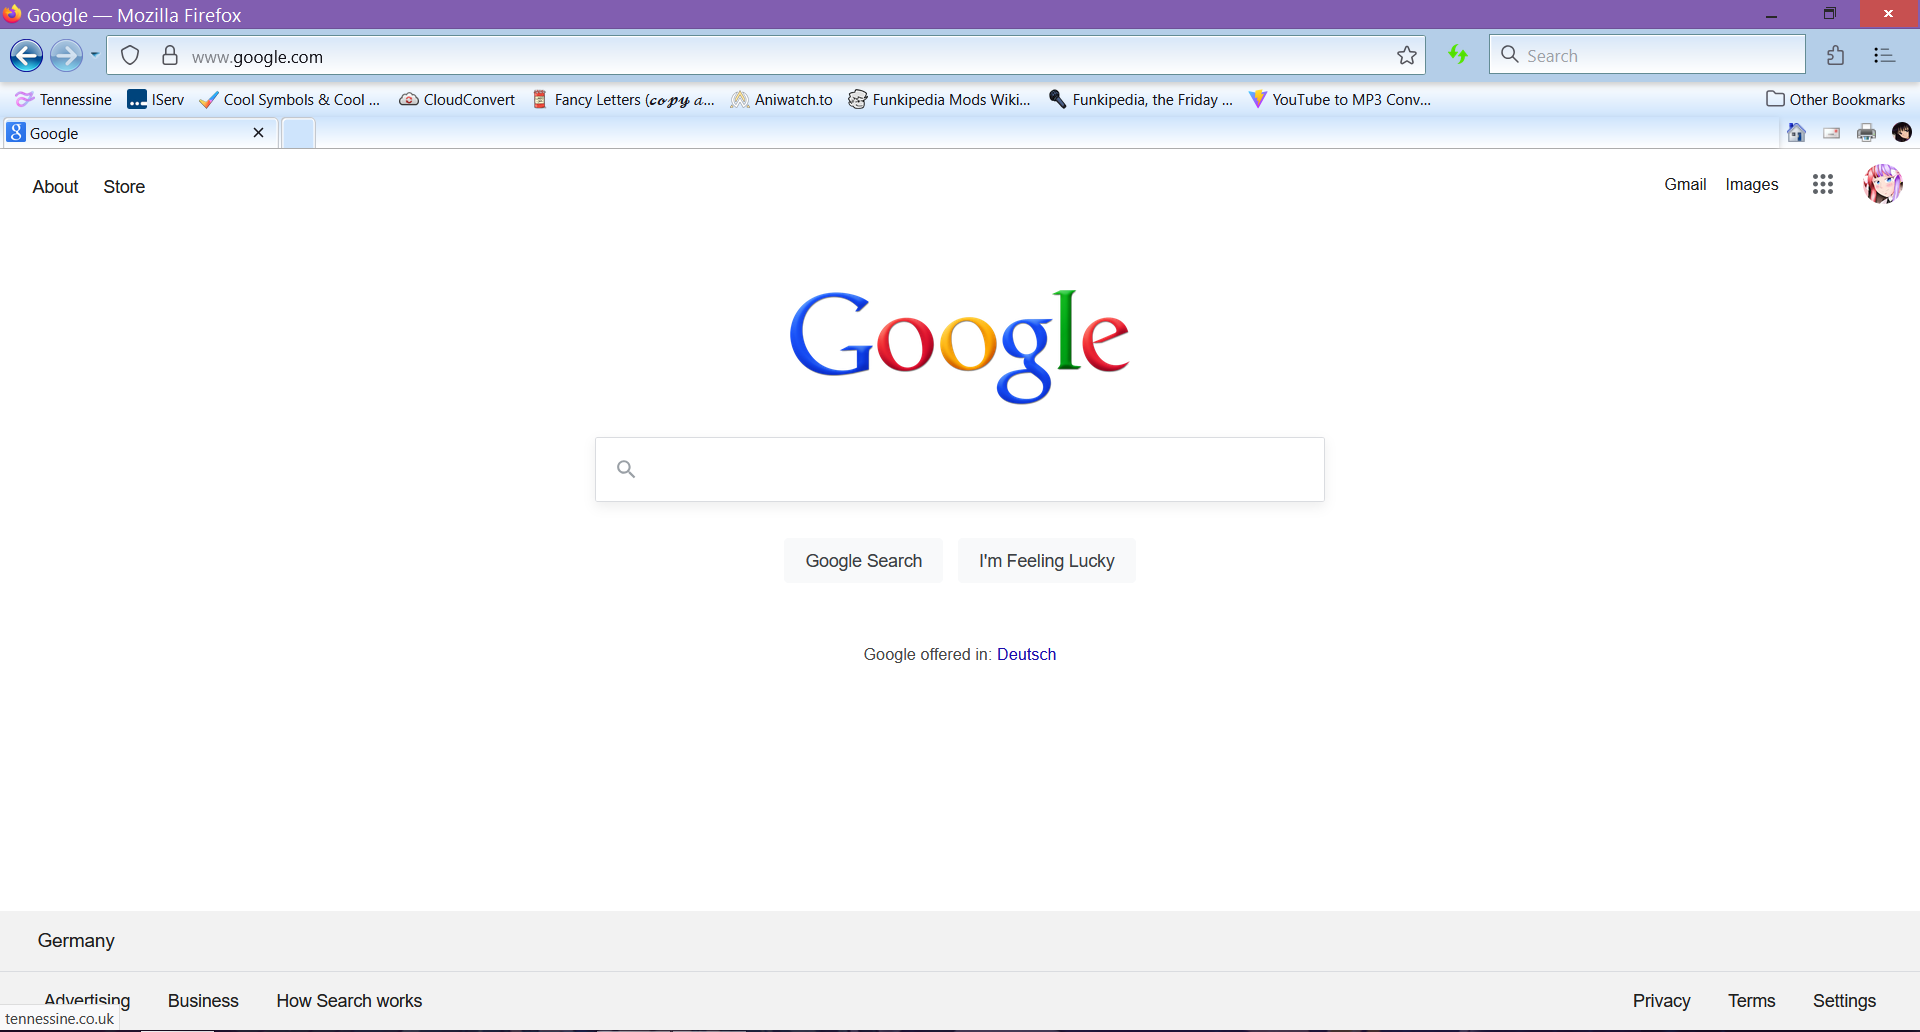 Google — Mozilla Firefox
www.google.com
Search
Tennessine
IServ
Cool Symbols & Cool ...
CloudConvert
Fancy Letters (𝓬𝓸𝓹𝔂 𝒶...
Aniwatch.to
Funkipedia Mods Wiki...
Funkipedia, the Friday ...
YouTube to MP3 Conv...
Other Bookmarks
Google
About Store
Gmail Images
Google
Google Search
I'm Feeling Lucky
Google offered in: Deutsch
Germany
Advertising Business How Search works
Privacy Terms Settings
tennessine.co.uk